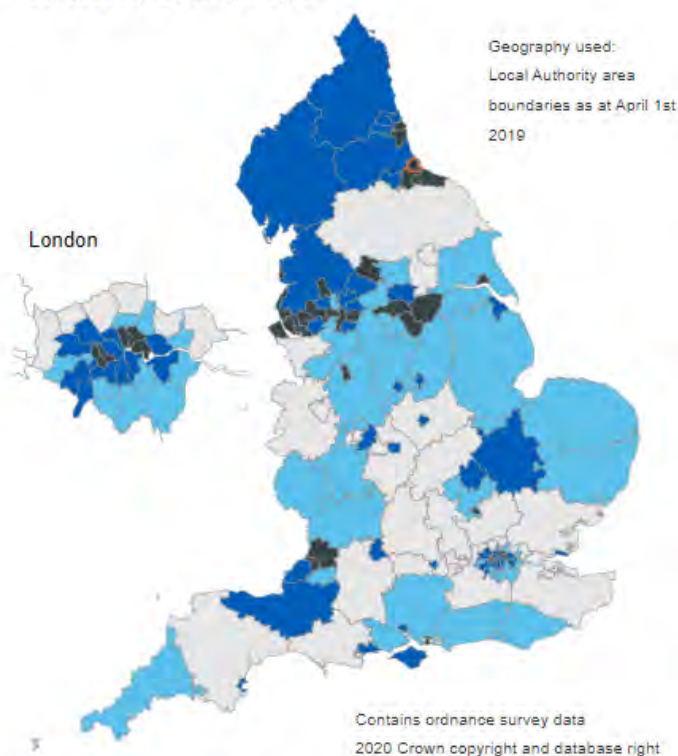 Geography used:
Local Authority area
boundaries as at April 1st
2019
London
Contains ordnance survey data
2020 Crown copyright and database right